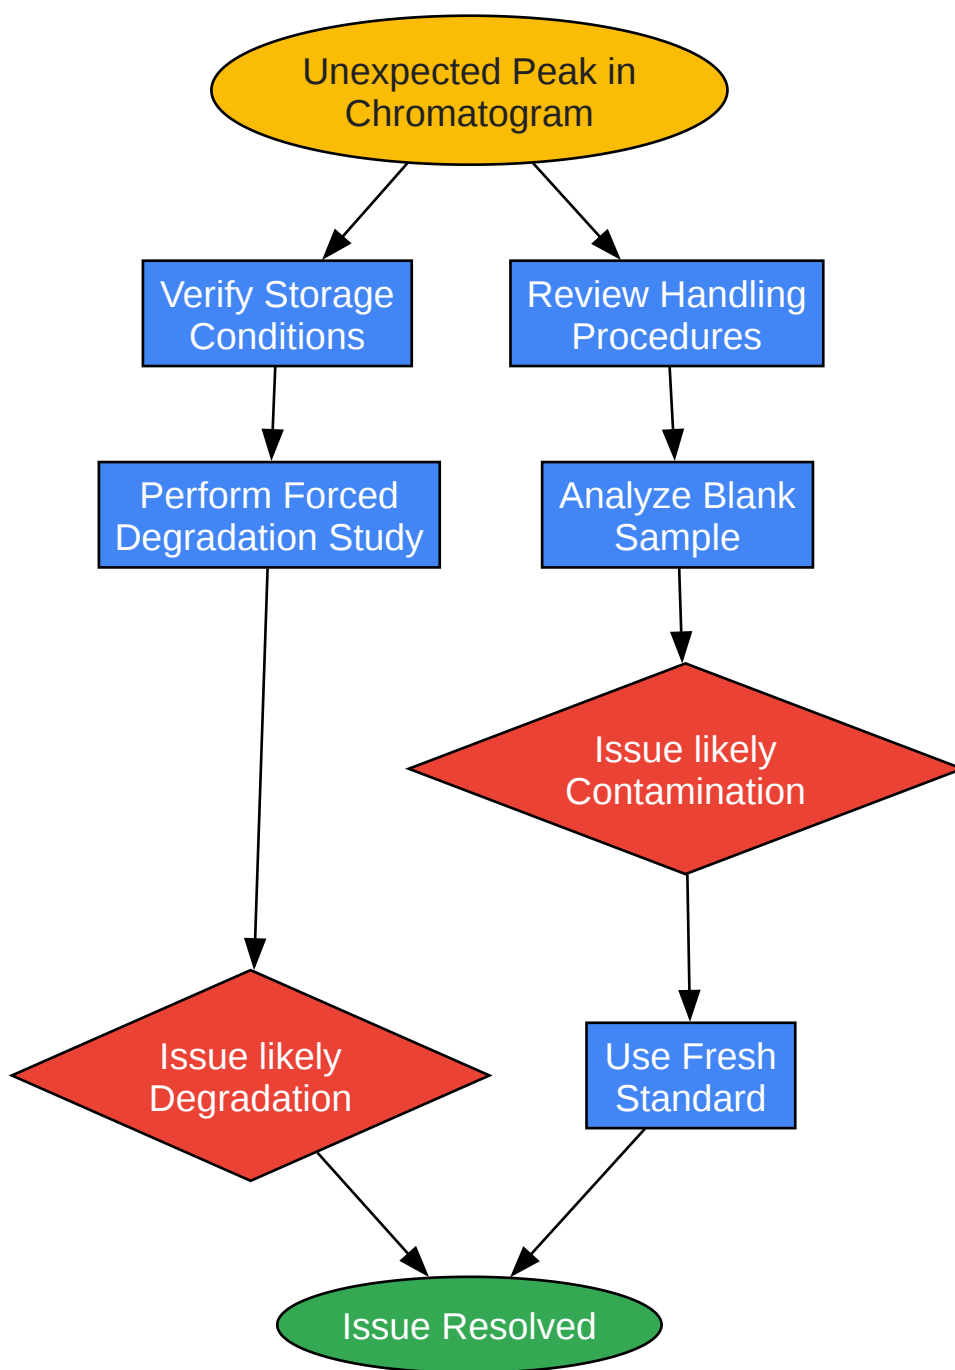 Unexpected Peak in
Chromatogram
Verify Storage
Conditions
Review Handling
Procedures
Perform Forced
Degradation Study
Analyze Blank
Sample
Issue likely
Contamination
Issue likely
Degradation
Use Fresh
Standard
Issue Resolved